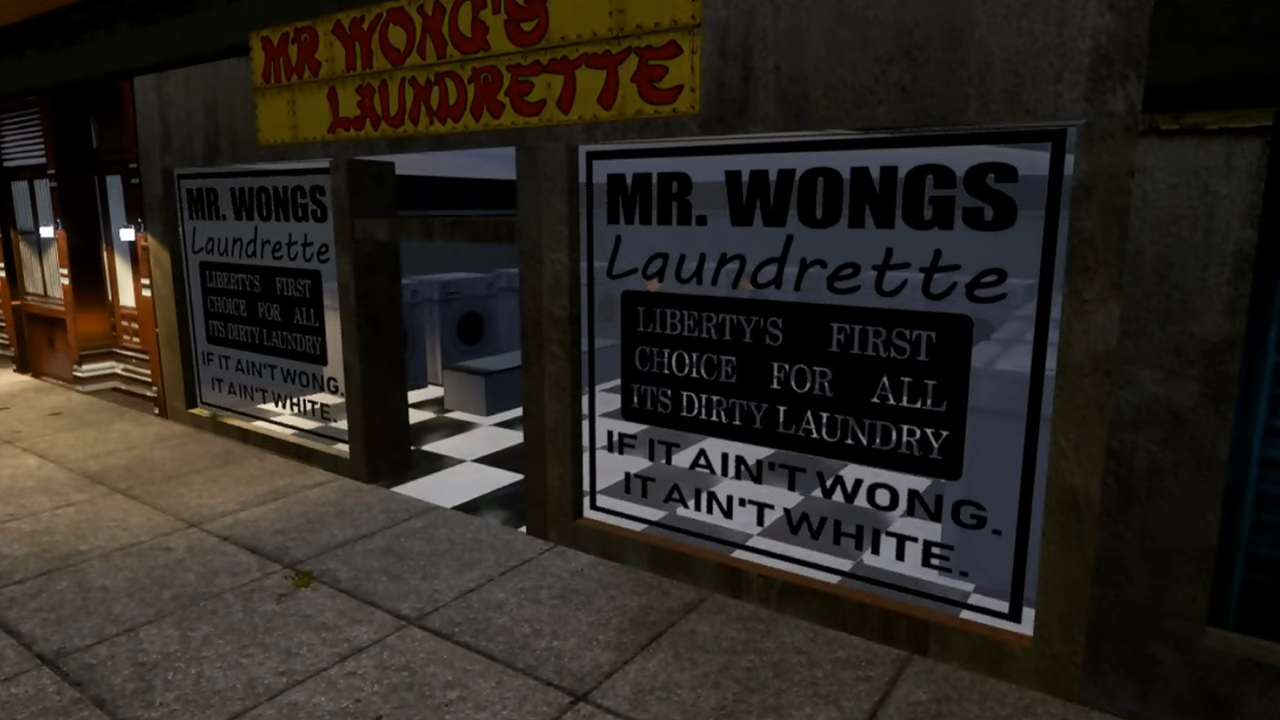 MR WONG'S
LAUNDRETTE
MR. WONGS
Laundrette
LIBERTY'S FIRST
CHOICE FOR ALL
ITS DIRTY LAUNDRY
IF IT AIN'T WONG.
IT AIN'T WHITE.
MR. WONGS
Laundrette
LIBERTY'S FIRST
CHOICE FOR ALL
ITS DIRTY LAUNDRY
IF IT AIN'T WONG.
IT AIN'T WHITE.